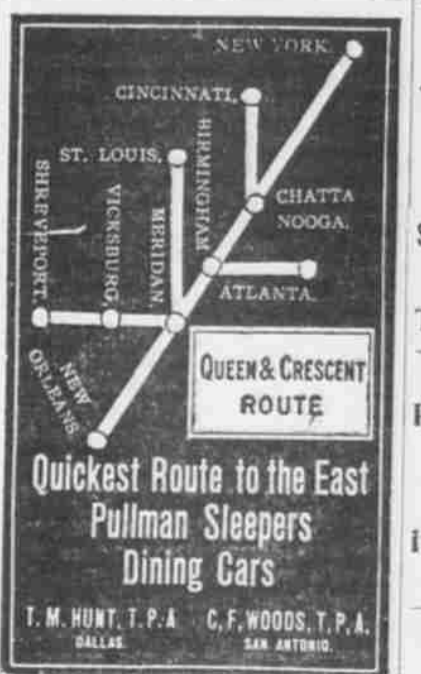 NEW YORK.
CINCINNATI.
ST. LOUIS.
BIRMINGHAM
SHREVEPORT.
VICKSBURG.
MERIDAN.
CHATTA
NOOGA.
ATLANTA.
NEW
ORLEANS
QUEEN & CRESCENT
ROUTE
Quickest Route to the East
Pullman Sleepers
Dining Cars
T. M. HUNT, T. P. A
DALLAS.
C. F. WOODS, T. P. A.
SAN ANTONIO.